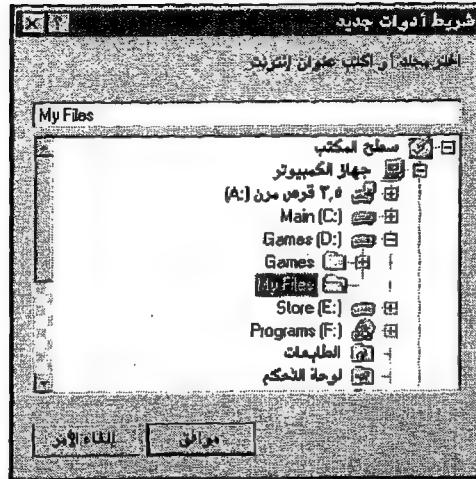 شريط أدوات جديد
اختر مجلد أو اكتب عنوان إنترنت
My Files
سطح المكتب
جهاز الكمبيوتر
٣,٥ قرص مرن (A:)
Main (C:)
Games (D:)
Games
My Files
Store (E:)
Programs (F:)
الطابعات
لوحة التحكم
موافق
إلغاء الأمر